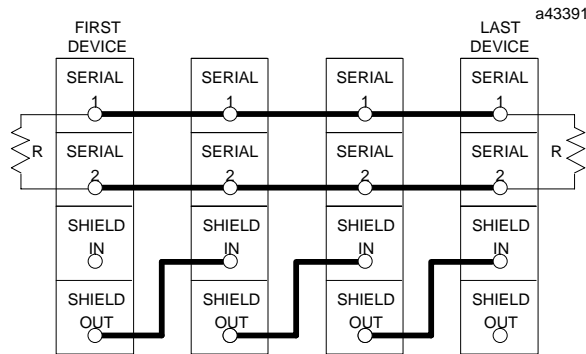 a43391
FIRST
DEVICE
LAST
DEVICE
SERIAL
1
SERIAL
1
SERIAL
1
SERIAL
1
R
SERIAL
2
SERIAL
2
SERIAL
2
SERIAL
2
R
SHIELD
IN
SHIELD
IN
SHIELD
IN
SHIELD
IN
SHIELD
OUT
SHIELD
OUT
SHIELD
OUT
SHIELD
OUT